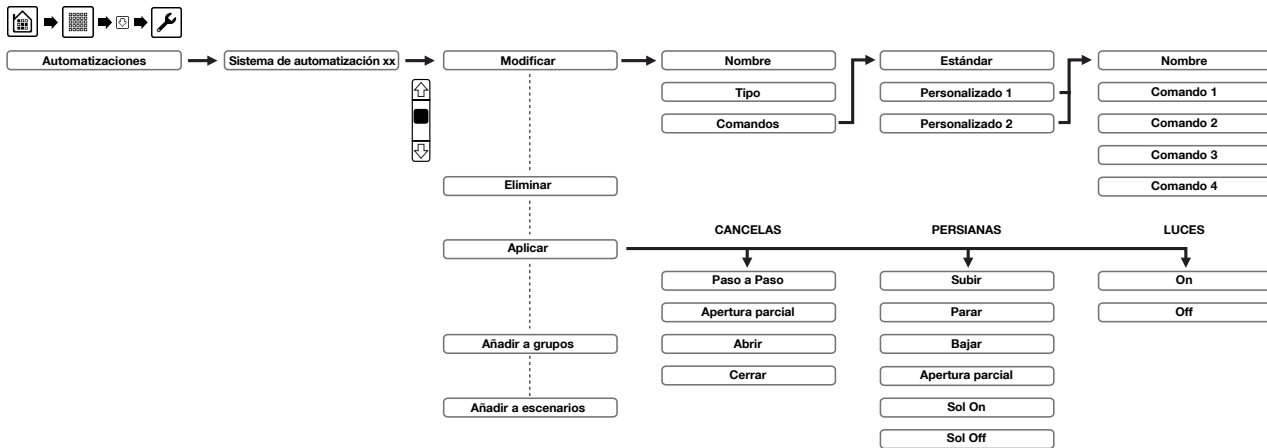 Automatizaciones
Sistema de automatización xx
Modificar
Nombre
Estándar
Nombre
Tipo
Personalizado 1
Comando 1
Comandos
Personalizado 2
Comando 2
Comando 3
Eliminar
Comando 4
CANCELAS
PERSIANAS
LUCES
Aplicar
Paso a Paso
Subir
On
Apertura parcial
Parar
Off
Añadir a grupos
Abrir
Bajar
Cerrar
Apertura parcial
Añadir a escenarios
Sol On
Sol Off